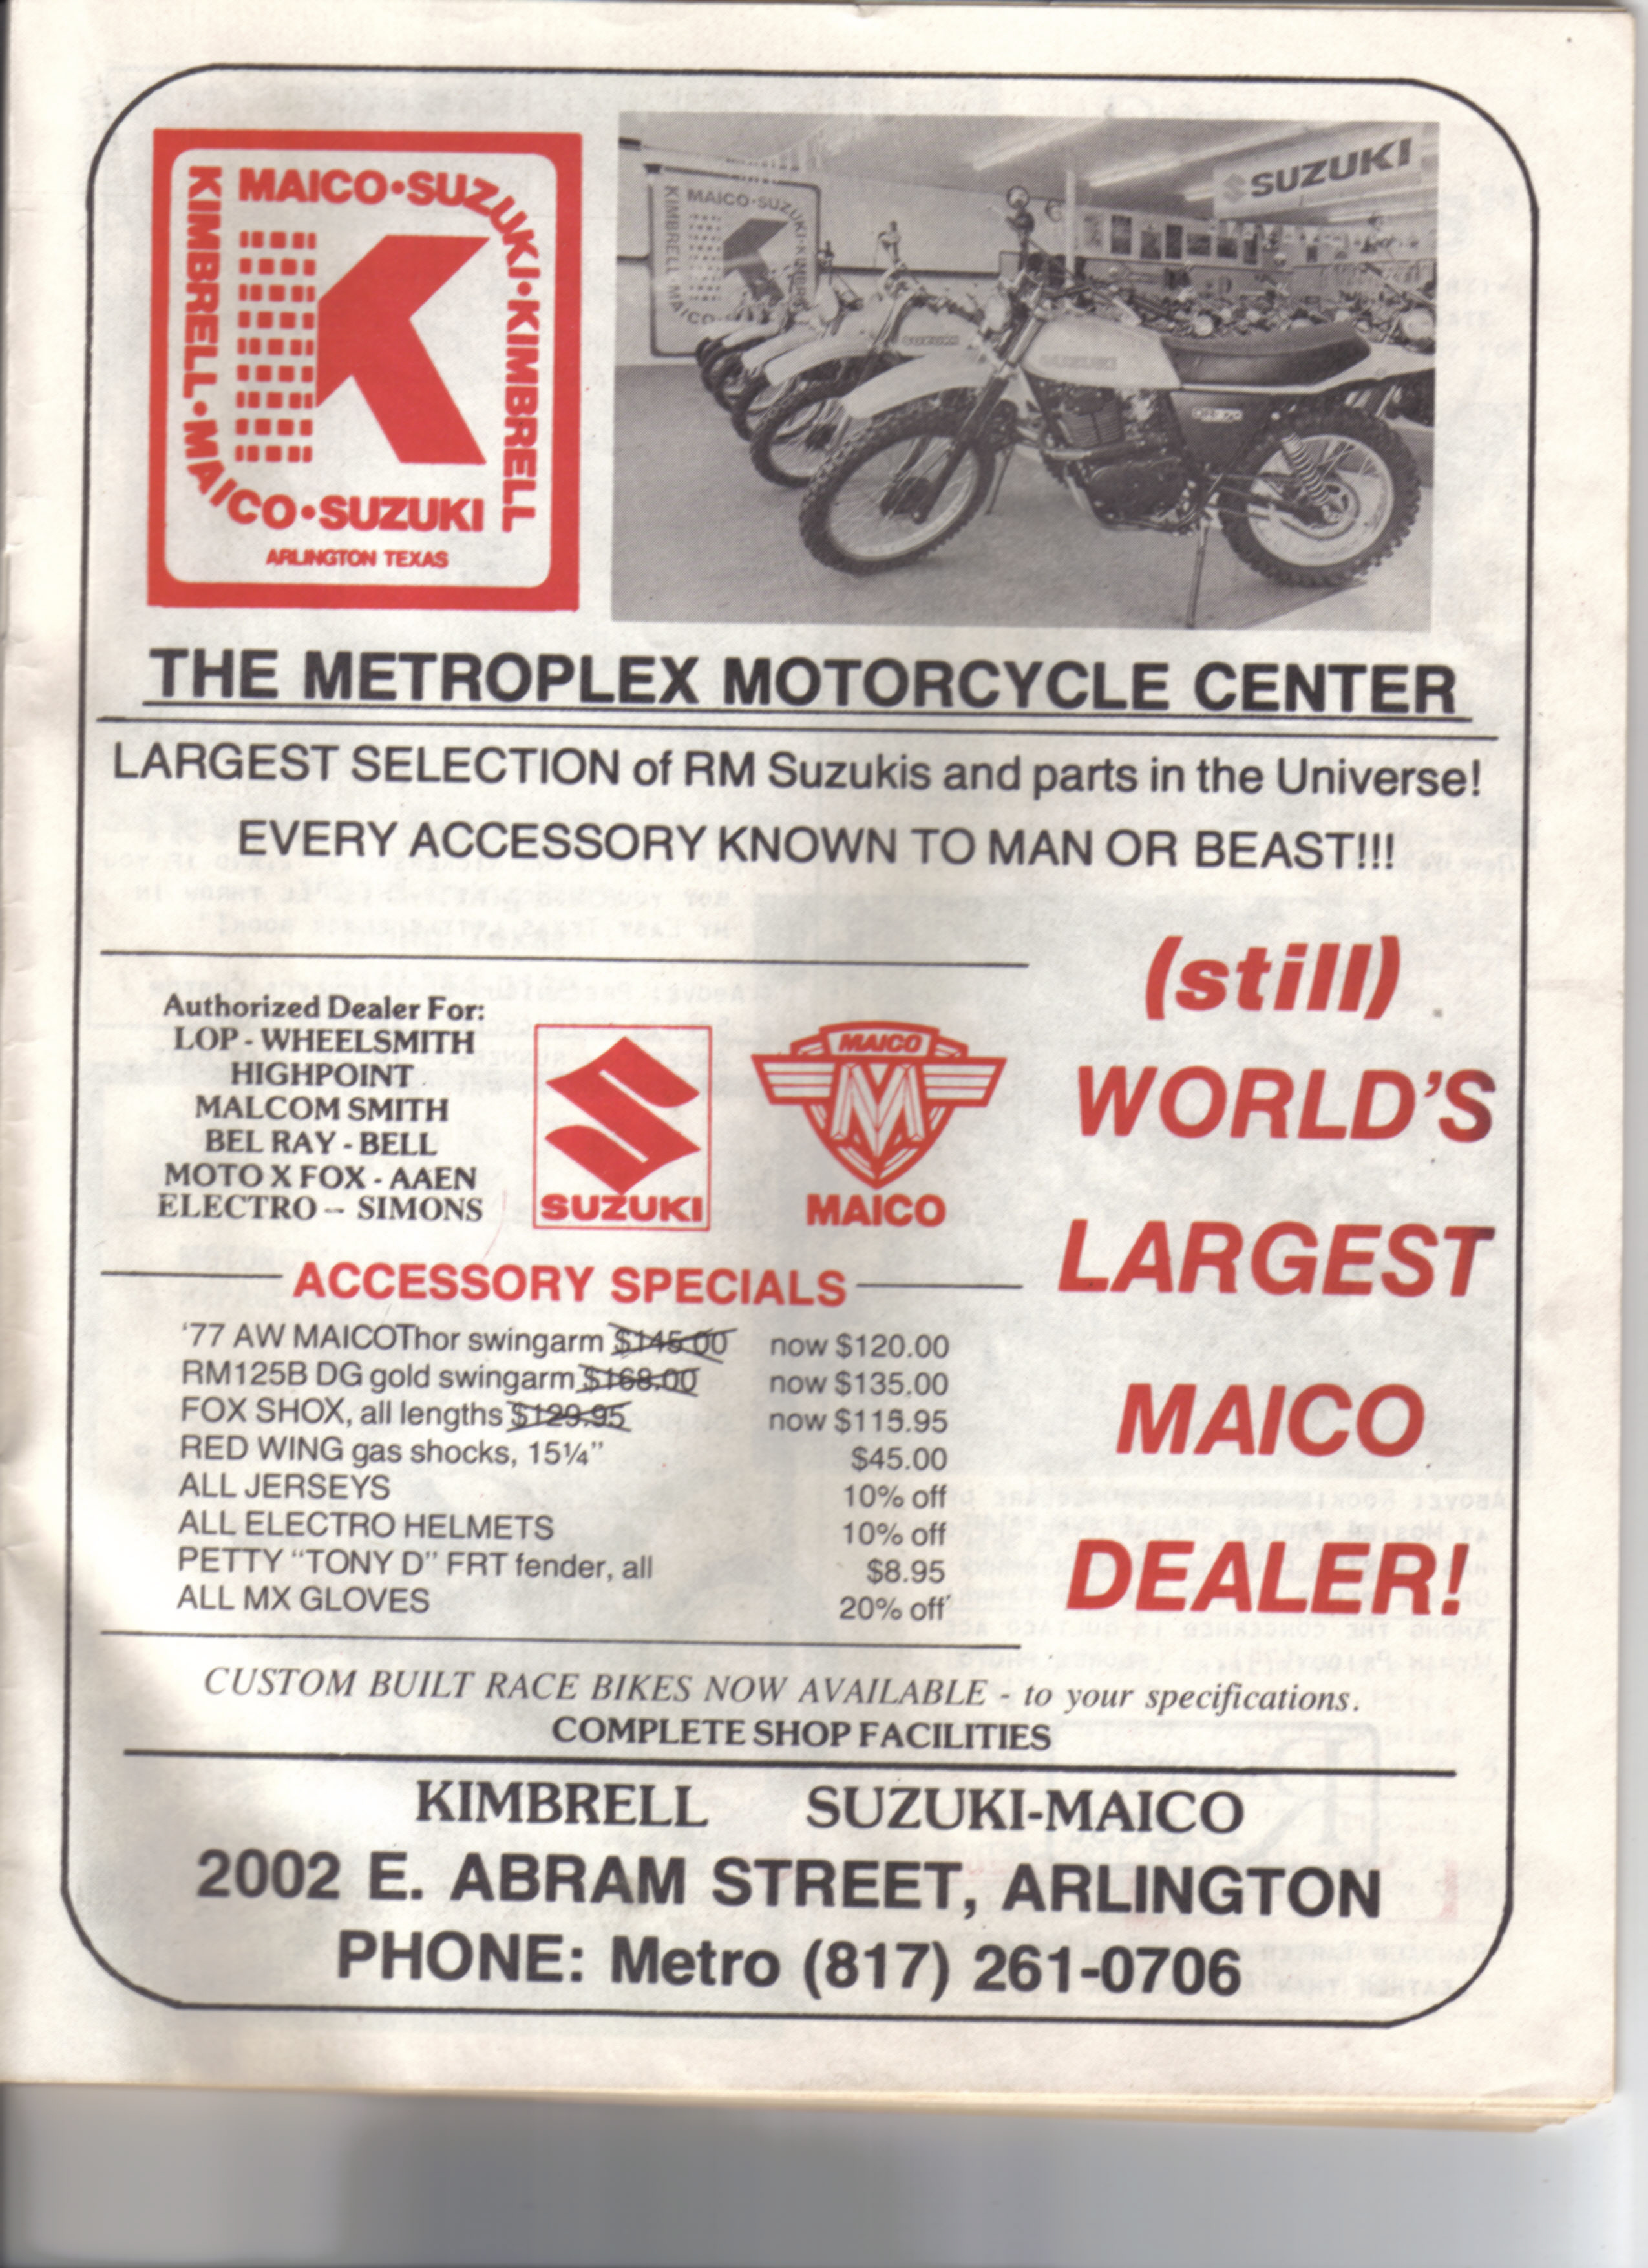 MAICO•SUZUKI•KIMBRELL
KIMBRELL•MAICO•SUZUKI
ARLINGTON TEXAS
MAICO•SUZUKI•KIMBR
KIMBRELL MAICO
SUZUKI
SUZUKI
SUZUKI
THE METROPLEX MOTORCYCLE CENTER
LARGEST SELECTION of RM Suzukis and parts in the Universe!
EVERY ACCESSORY KNOWN TO MAN OR BEAST!!!
Authorized Dealer For:
LOP - WHEELSMITH
HIGHPOINT
MALCOM SMITH
BEL RAY - BELL
MOTO X FOX - AAEN
ELECTRO – SIMONS
SUZUKI
MAICO
MAICO
(still)
WORLD'S
LARGEST
MAICO
DEALER!
ACCESSORY SPECIALS
'77 AW MAICOThor swingarm $145.00 now $120.00
RM125B DG gold swingarm $168.00 now $135.00
FOX SHOX, all lengths $129.95 now $115.95
RED WING gas shocks, 15¼" $45.00
ALL JERSEYS 10% off
ALL ELECTRO HELMETS 10% off
PETTY "TONY D" FRT fender, all $8.95
ALL MX GLOVES 20% off
CUSTOM BUILT RACE BIKES NOW AVAILABLE - to your specifications.
COMPLETE SHOP FACILITIES
KIMBRELL SUZUKI-MAICO
2002 E. ABRAM STREET, ARLINGTON
PHONE: Metro (817) 261-0706